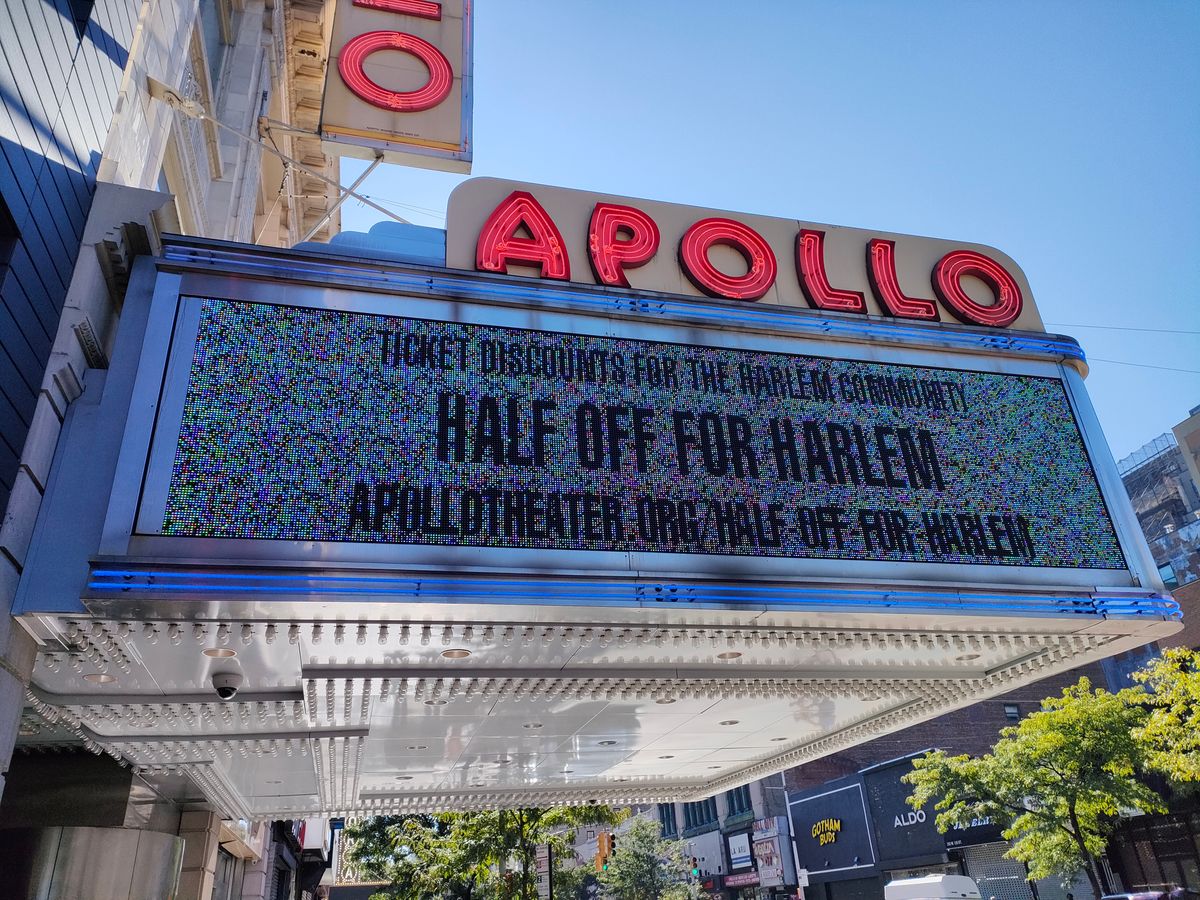 O
APOLLO
TICKET DISCOUNTS FOR THE HARLEM COMMUNITY
HALF OFF FOR HARLEM
APOLLOTHEATER.ORG/HALF-OFF-FOR-HARLEM
GOTHAM
BUDS
ALDO